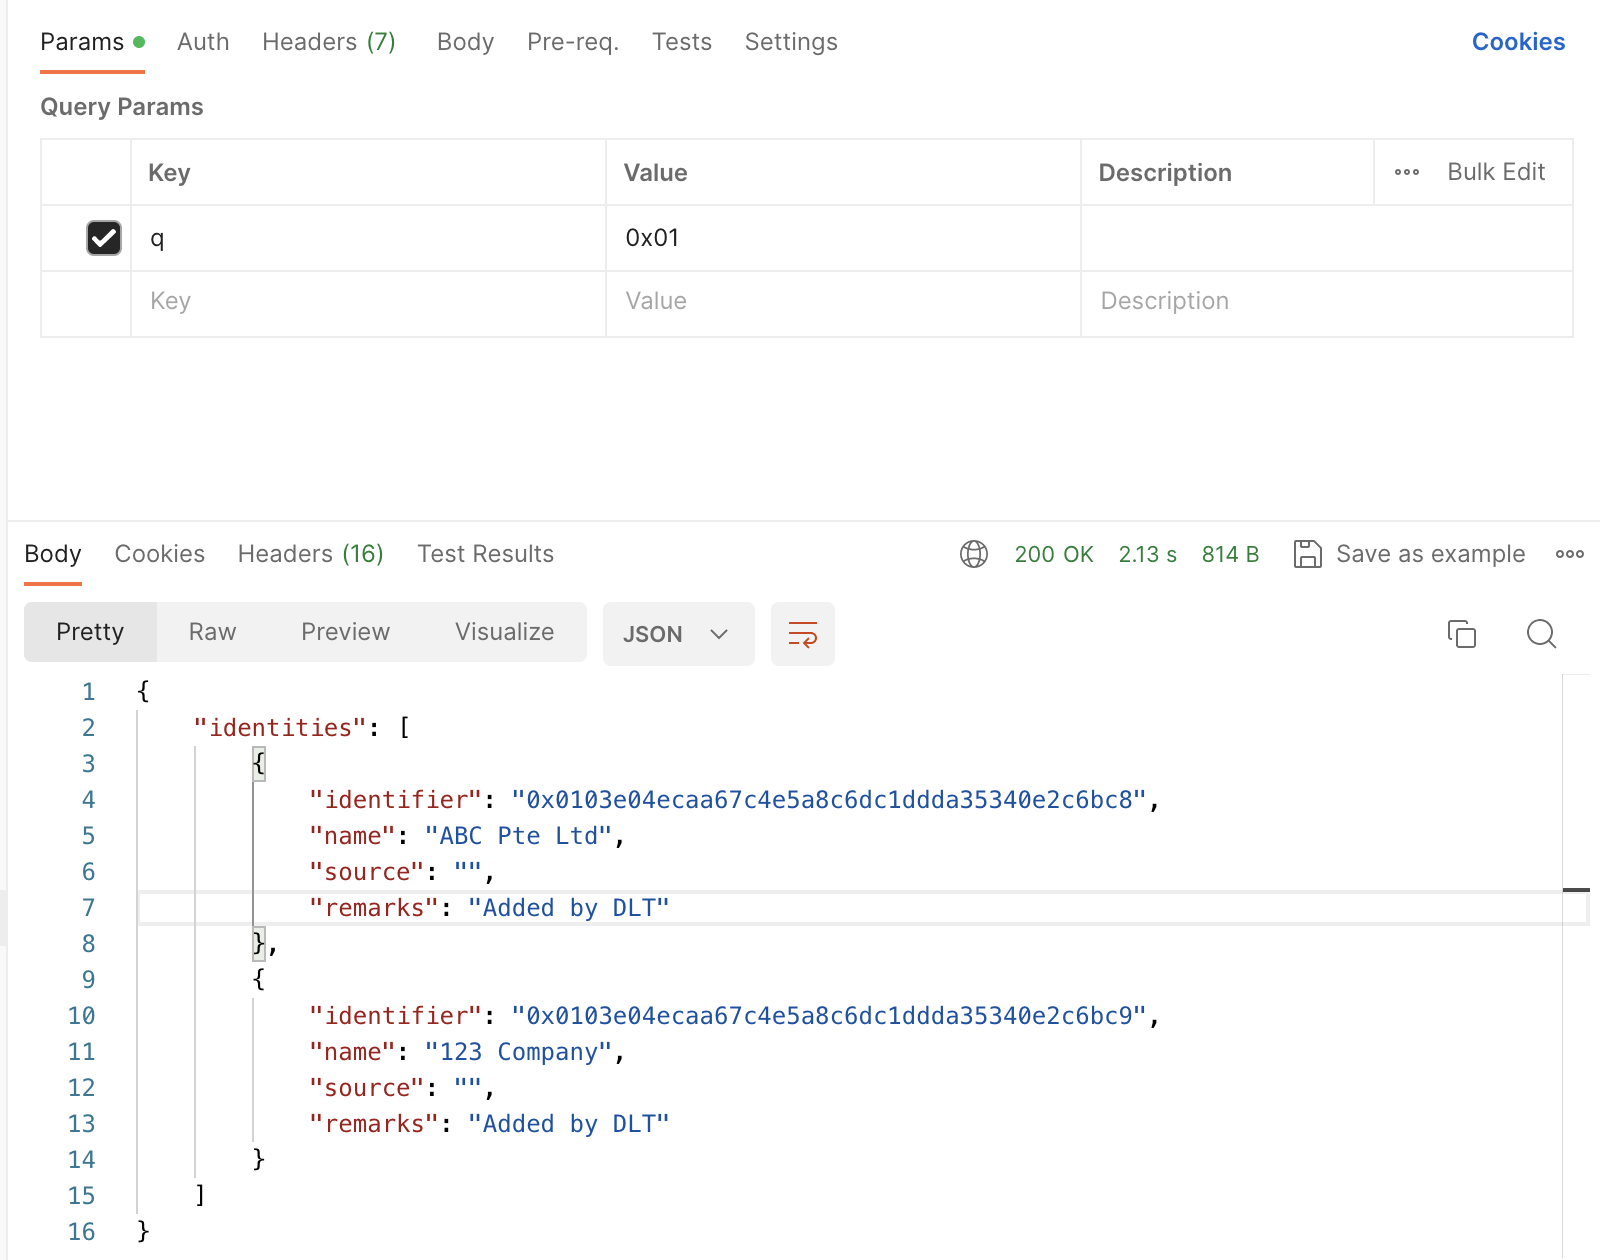 Params Auth Headers (7) Body Pre-req. Tests Settings Cookies
Query Params
Key Value Description Bulk Edit
q 0x01
Key Value Description
Body Cookies Headers (16) Test Results 200 OK 2.13 s 814 B Save as example
Pretty Raw Preview Visualize JSON
1 {
2 "identities": [
3 {
4 "identifier": "0x0103e04ecaa67c4e5a8c6dc1ddda35340e2c6bc8",
5 "name": "ABC Pte Ltd",
6 "source": "",
7 "remarks": "Added by DLT"
8 },
9 {
10 "identifier": "0x0103e04ecaa67c4e5a8c6dc1ddda35340e2c6bc9",
11 "name": "123 Company",
12 "source": "",
13 "remarks": "Added by DLT"
14 }
15 ]
16 }